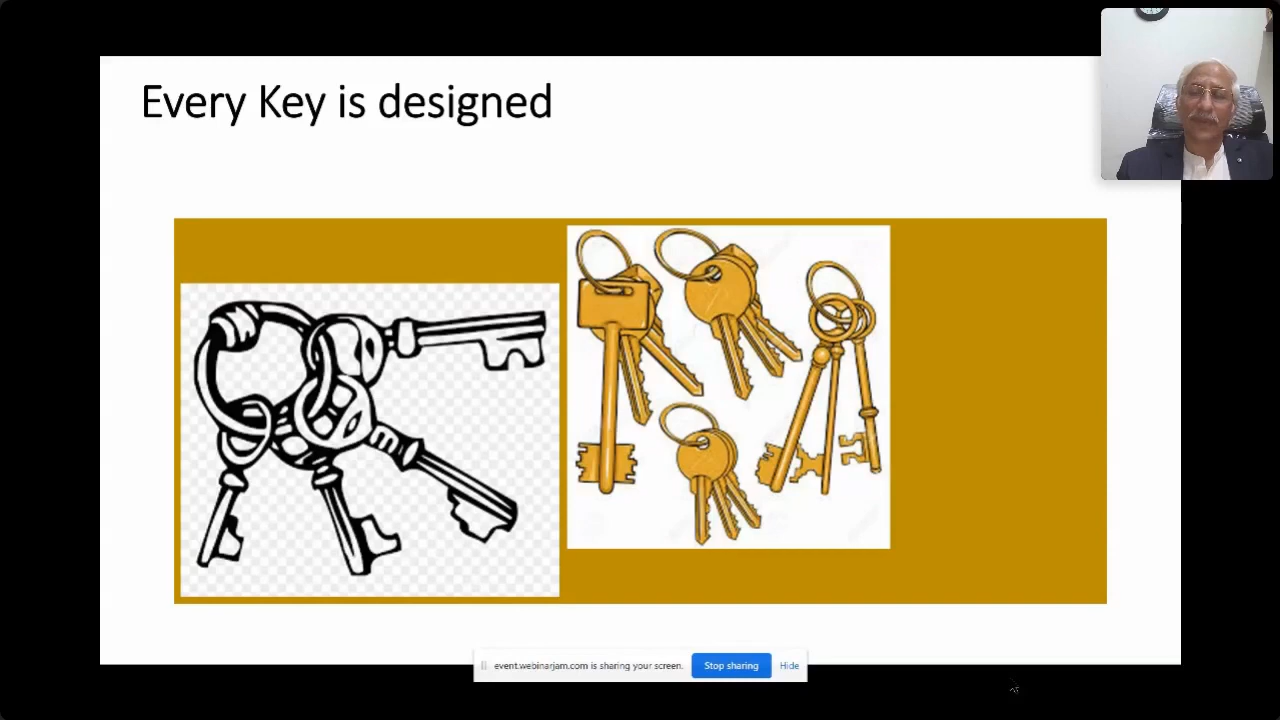 Every Key is designed
event.webinarjam.com is sharing your screen.
Stop sharing
Hide